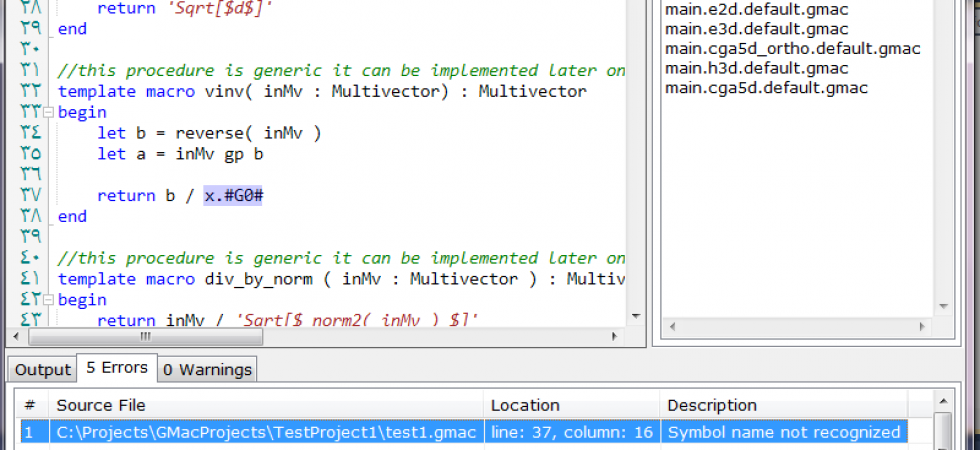 ٢٨ return 'Sqrt[$d$]'
٢٩ end
٣٠
٣١ //this procedure is generic it can be implemented later on
٣٢ template macro vinv( inMv : Multivector) : Multivector
٣٣ begin
٣٤ let b = reverse( inMv )
٣٥ let a = inMv gp b
٣٦
٣٧ return b / x.#G0#
٣٨ end
٣٩
٤٠ //this procedure is generic it can be implemented later on
٤١ template macro div_by_norm ( inMv : Multivector ) : Multiv
٤٢ begin
٤٣ return inMv / 'Sqrt[$ norm2( inMv ) $]'
main.e2d.default.gmac
main.e3d.default.gmac
main.cga5d_ortho.default.gmac
main.h3d.default.gmac
main.cga5d.default.gmac
Output 5 Errors 0 Warnings
# Source File Location Description
1 C:\Projects\GMacProjects\TestProject1\test1.gmac line: 37, column: 16 Symbol name not recognized